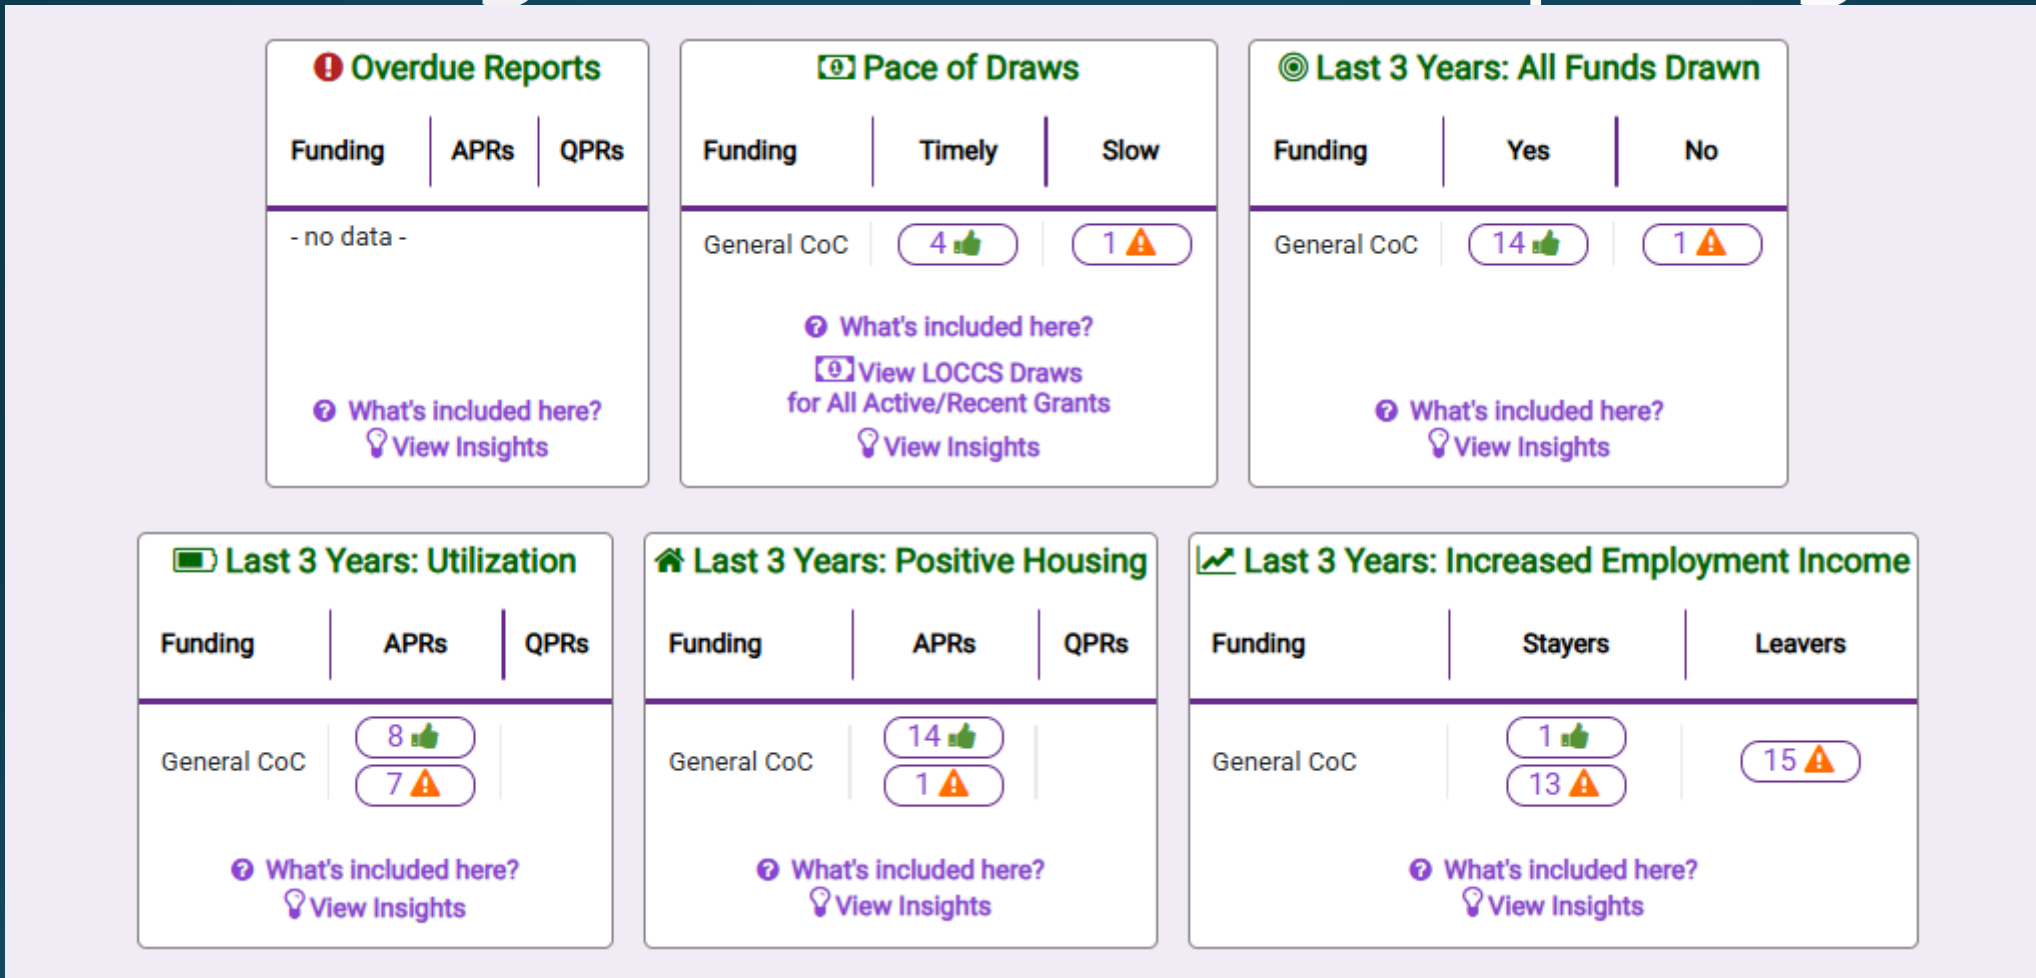 Overdue Reports
Funding APRs QPRs
- no data -
What's included here?
View Insights
Pace of Draws
Funding Timely Slow
General CoC 4 1
What's included here?
View LOCCS Draws
for All Active/Recent Grants
View Insights
Last 3 Years: All Funds Drawn
Funding Yes No
General CoC 14 1
What's included here?
View Insights
Last 3 Years: Utilization
Funding APRs QPRs
General CoC 8
7
What's included here?
View Insights
Last 3 Years: Positive Housing
Funding APRs QPRs
General CoC 14
1
What's included here?
View Insights
Last 3 Years: Increased Employment Income
Funding Stayers Leavers
General CoC 1 15
13
What's included here?
View Insights